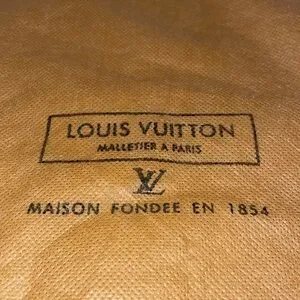 LOUIS VUITTON
MALLETIER A PARIS
LV
MAISON FONDEE EN 1854